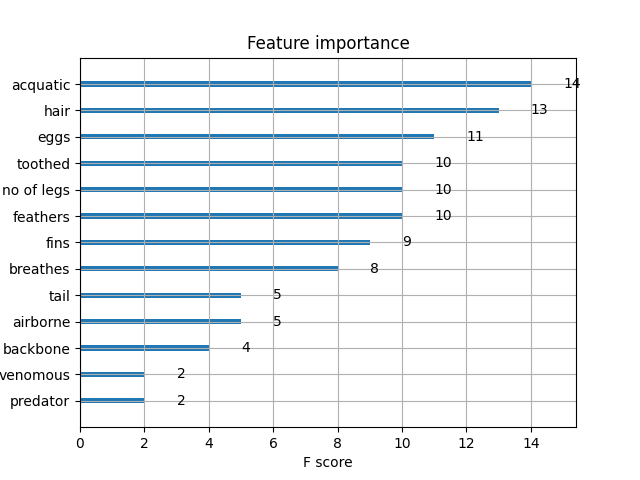 Feature importance
acquatic 14
hair 13
eggs 11
toothed 10
no of legs 10
feathers 10
fins 9
breathes 8
tail 5
airborne 5
backbone 4
venomous 2
predator 2
0 2 4 6 8 10 12 14
F score